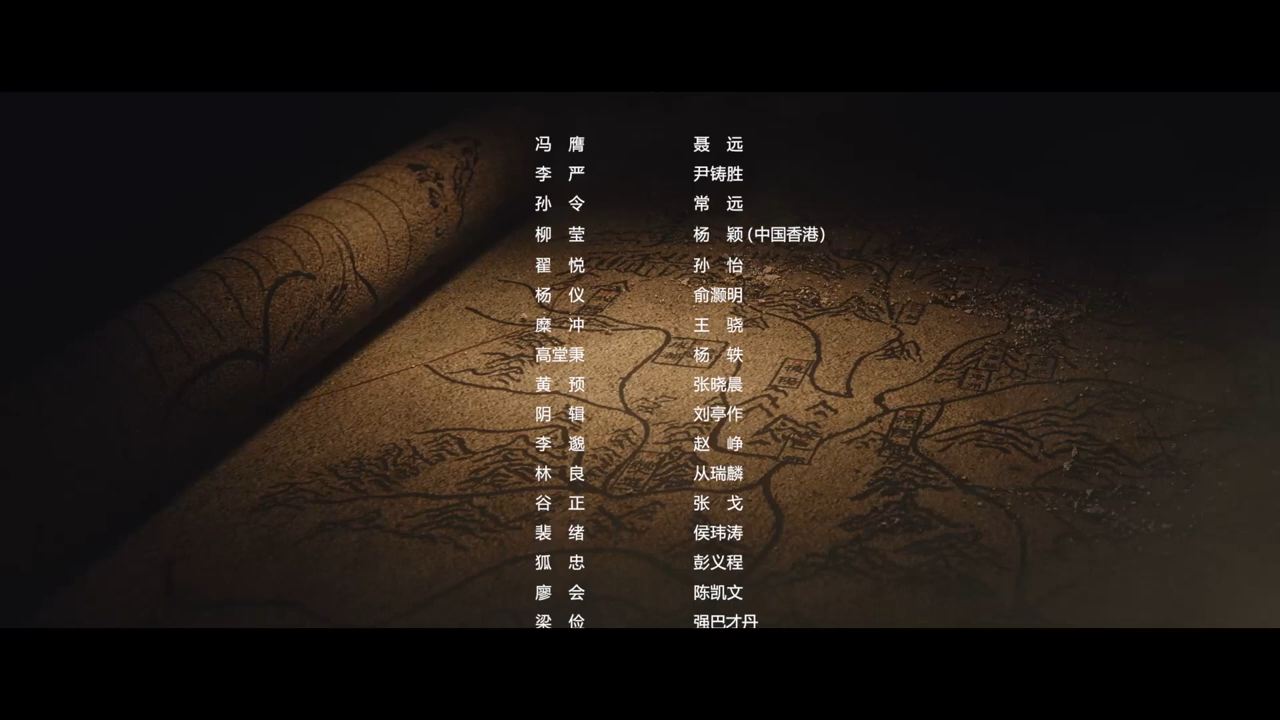 冯　膺　聂　远
李　严　尹铸胜
孙　令　常　远
柳　莹　杨　颖(中国香港)
翟　悦　孙　怡
杨　仪　俞灏明
糜　冲　王　骁
高堂秉　杨　轶
黄　预　张晓晨
阴　辑　刘亭作
李　邈　赵　峥
林　良　从瑞麟
谷　正　张　戈
裴　绪　侯玮涛
狐　忠　彭义程
廖　会　陈凯文
梁　俭　强巴才丹